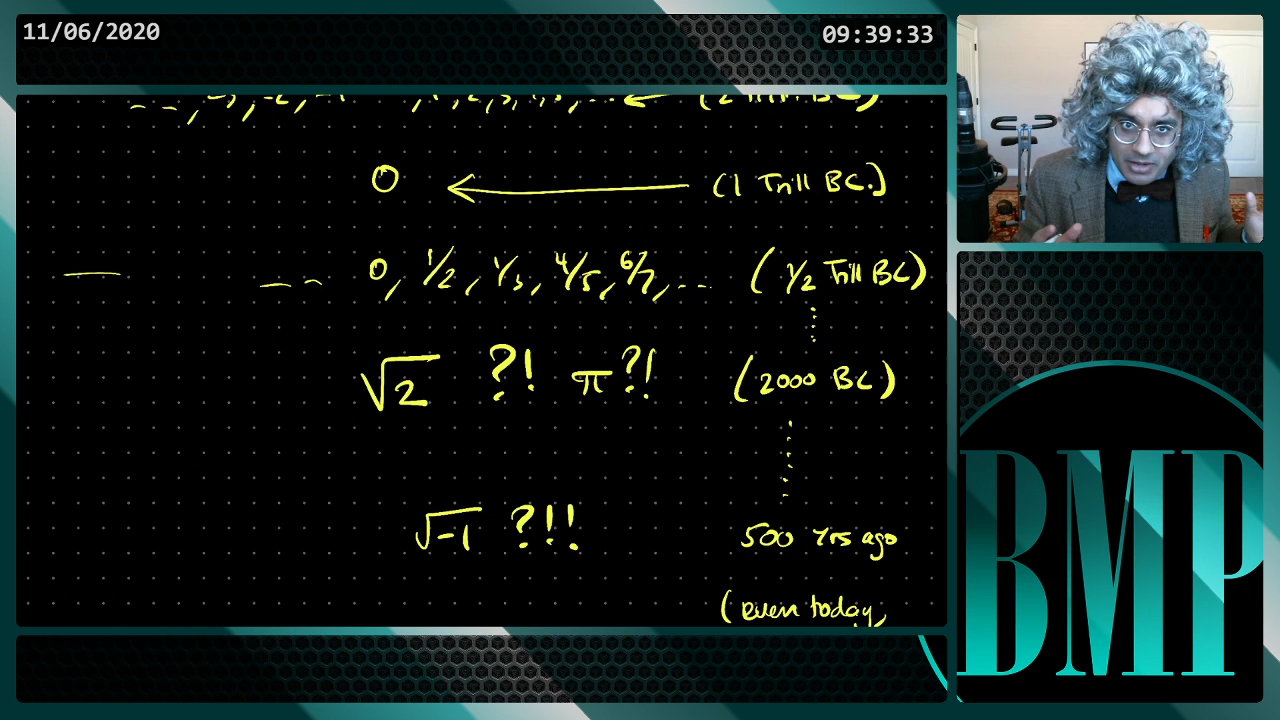 11/06/2020
09:39:33
0 (1 Trill BC.)
0, 1/2, 1/3, 4/5, 6/7, ... (1/2 Trill BC)
√2 ?! π?! (2000 BC)
√-1 ?!! 500 Yrs ago
(even today,
BMP